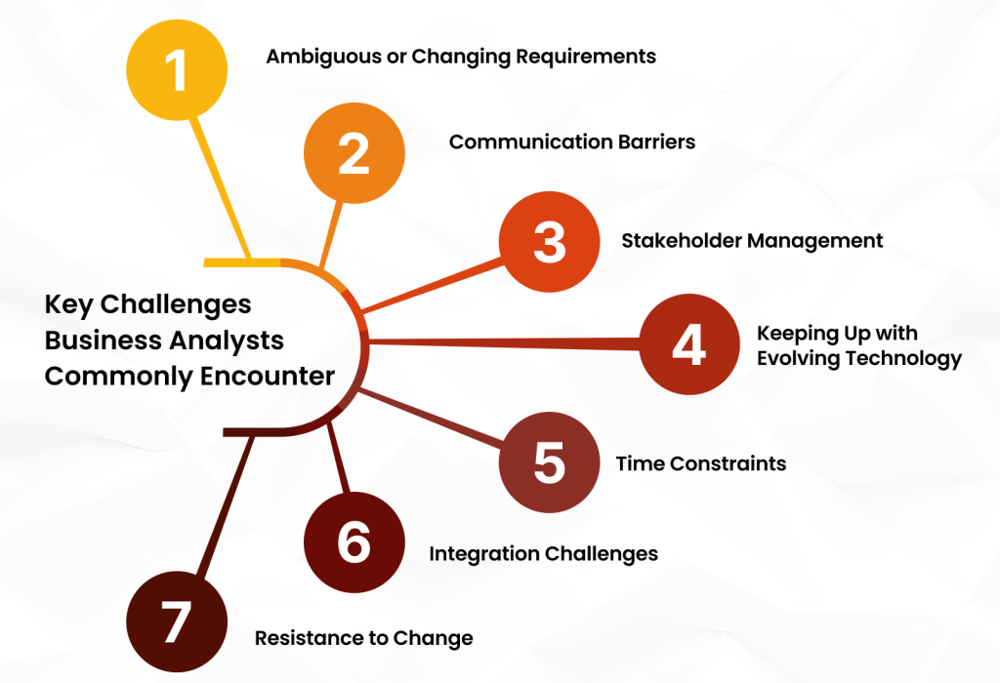 Key Challenges
Business Analysts
Commonly Encounter
1
Ambiguous or Changing Requirements
2
Communication Barriers
3
Stakeholder Management
4
Keeping Up with
Evolving Technology
5
Time Constraints
6
Integration Challenges
7
Resistance to Change